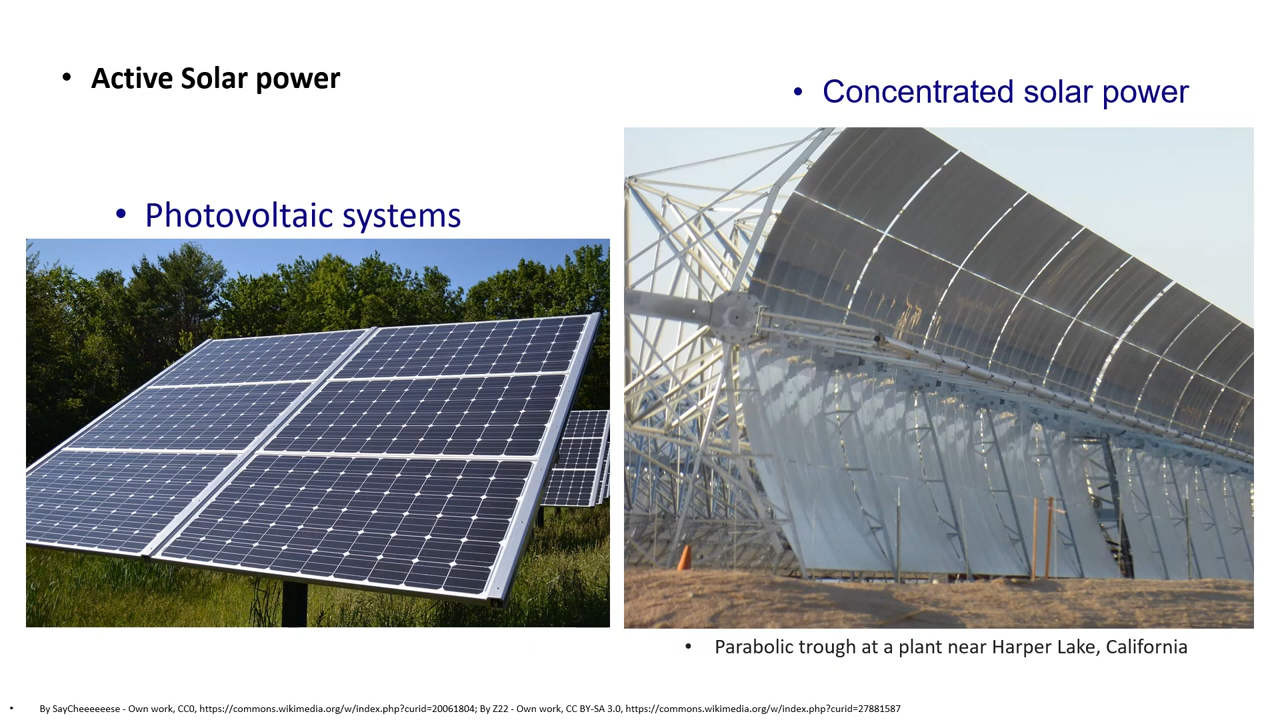 • Active Solar power
• Concentrated solar power
• Photovoltaic systems
• Parabolic trough at a plant near Harper Lake, California
• By SayCheeeeeese - Own work, CC0, https://commons.wikimedia.org/w/index.php?curid=20061804; By Z22 - Own work, CC BY-SA 3.0, https://commons.wikimedia.org/w/index.php?curid=27881587